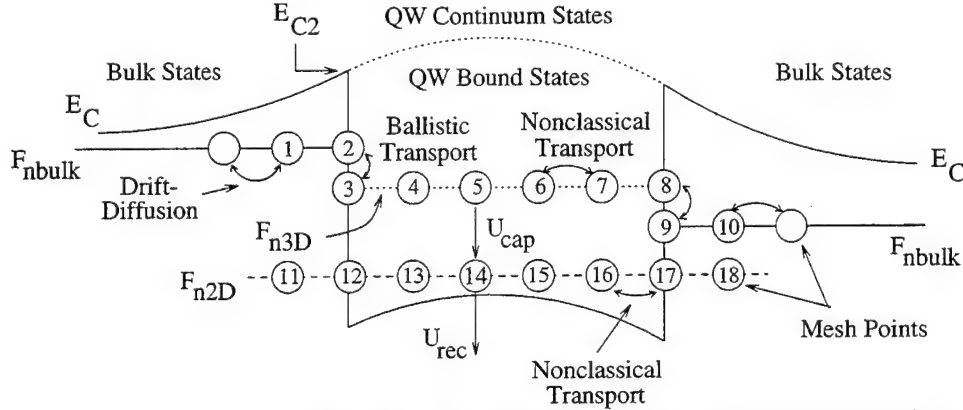 E_C2
QW Continuum States
Bulk States
QW Bound States
Bulk States
E_C
Ballistic
Transport
Nonclassical
Transport
F_nbulk
1
2
E_C
Drift-
Diffusion
3
4
5
6
7
8
F_n3D
U_cap
9
10
F_nbulk
F_n2D
11
12
13
14
15
16
17
18
U_rec
Mesh Points
Nonclassical
Transport